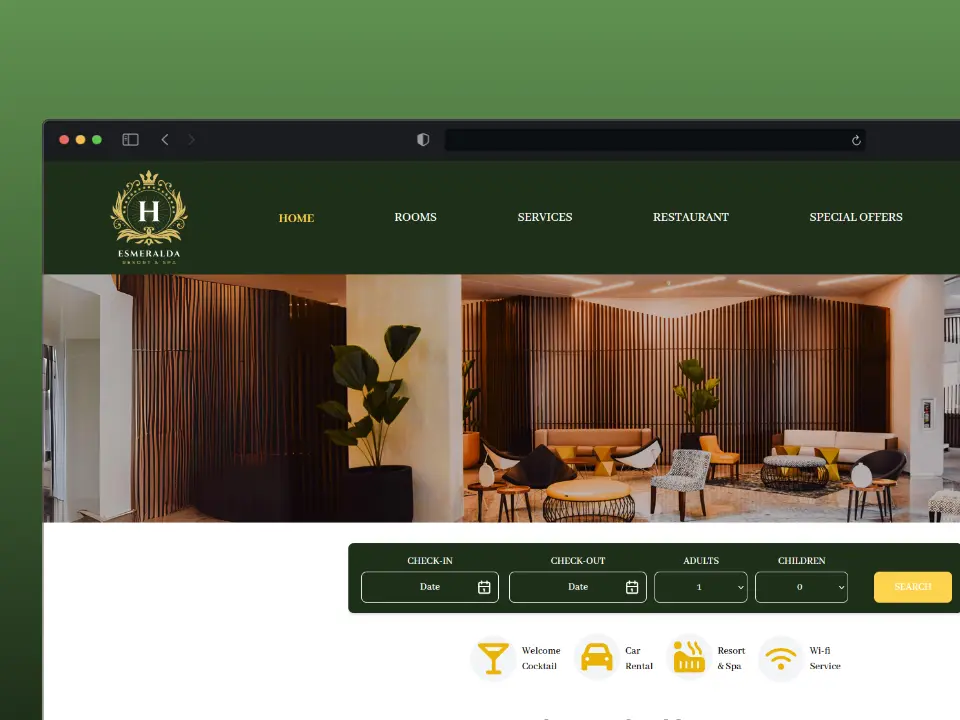 H
ESMERALDA
RESORT & SPA
HOME
ROOMS
SERVICES
RESTAURANT
SPECIAL OFFERS
CHECK-IN
CHECK-OUT
ADULTS
CHILDREN
Date
Date
1
0
SEARCH
Welcome
Cocktail
Car
Rental
Resort
& Spa
Wi-fi
Service